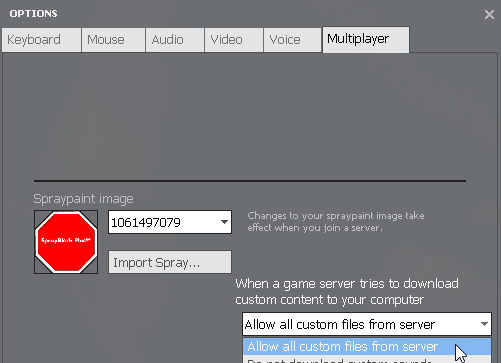 OPTIONS
Keyboard
Mouse
Audio
Video
Voice
Multiplayer
Spraypaint image
SprayBlock Plus!
1061497079
Changes to your spraypaint image take
effect when you join a server.
Import Spray...
When a game server tries to download
custom content to your computer
Allow all custom files from server
Allow all custom files from server
Do not download custom sounds